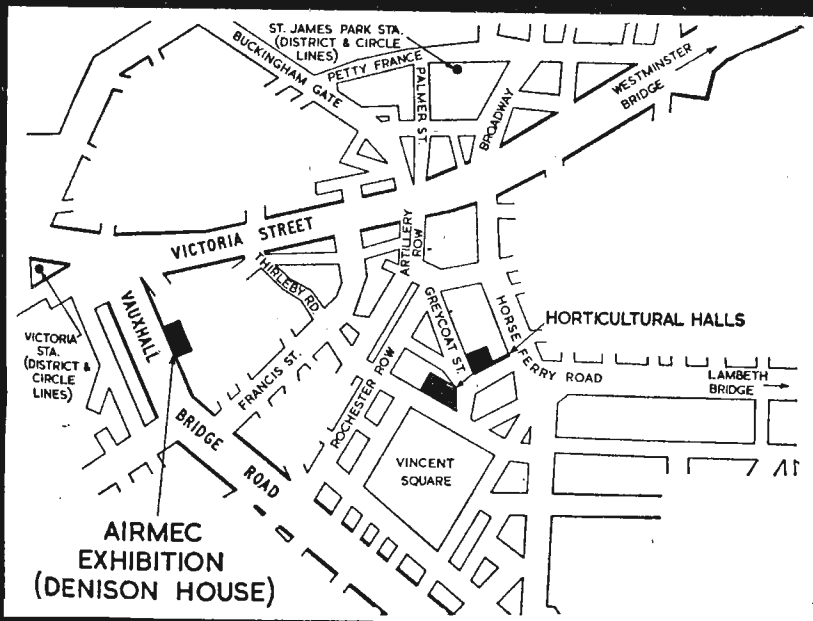 ST. JAMES PARK STA.
(DISTRICT & CIRCLE
LINES)
BUCKINGHAM GATE
PETTY FRANCE
PALMER ST.
BROADWAY
WESTMINSTER
BRIDGE
VICTORIA STREET
ARTILLERY
ROW
THIRLEBY RD.
VAUXHALL
BRIDGE
ROAD
VICTORIA
STA.
(DISTRICT &
CIRCLE
LINES)
FRANCIS ST.
ROCHESTER ROW
GREYCOAT ST.
HORSE
FERRY ROAD
HORTICULTURAL HALLS
LAMBETH
BRIDGE
VINCENT
SQUARE
AIRMEC
EXHIBITION
(DENISON HOUSE)